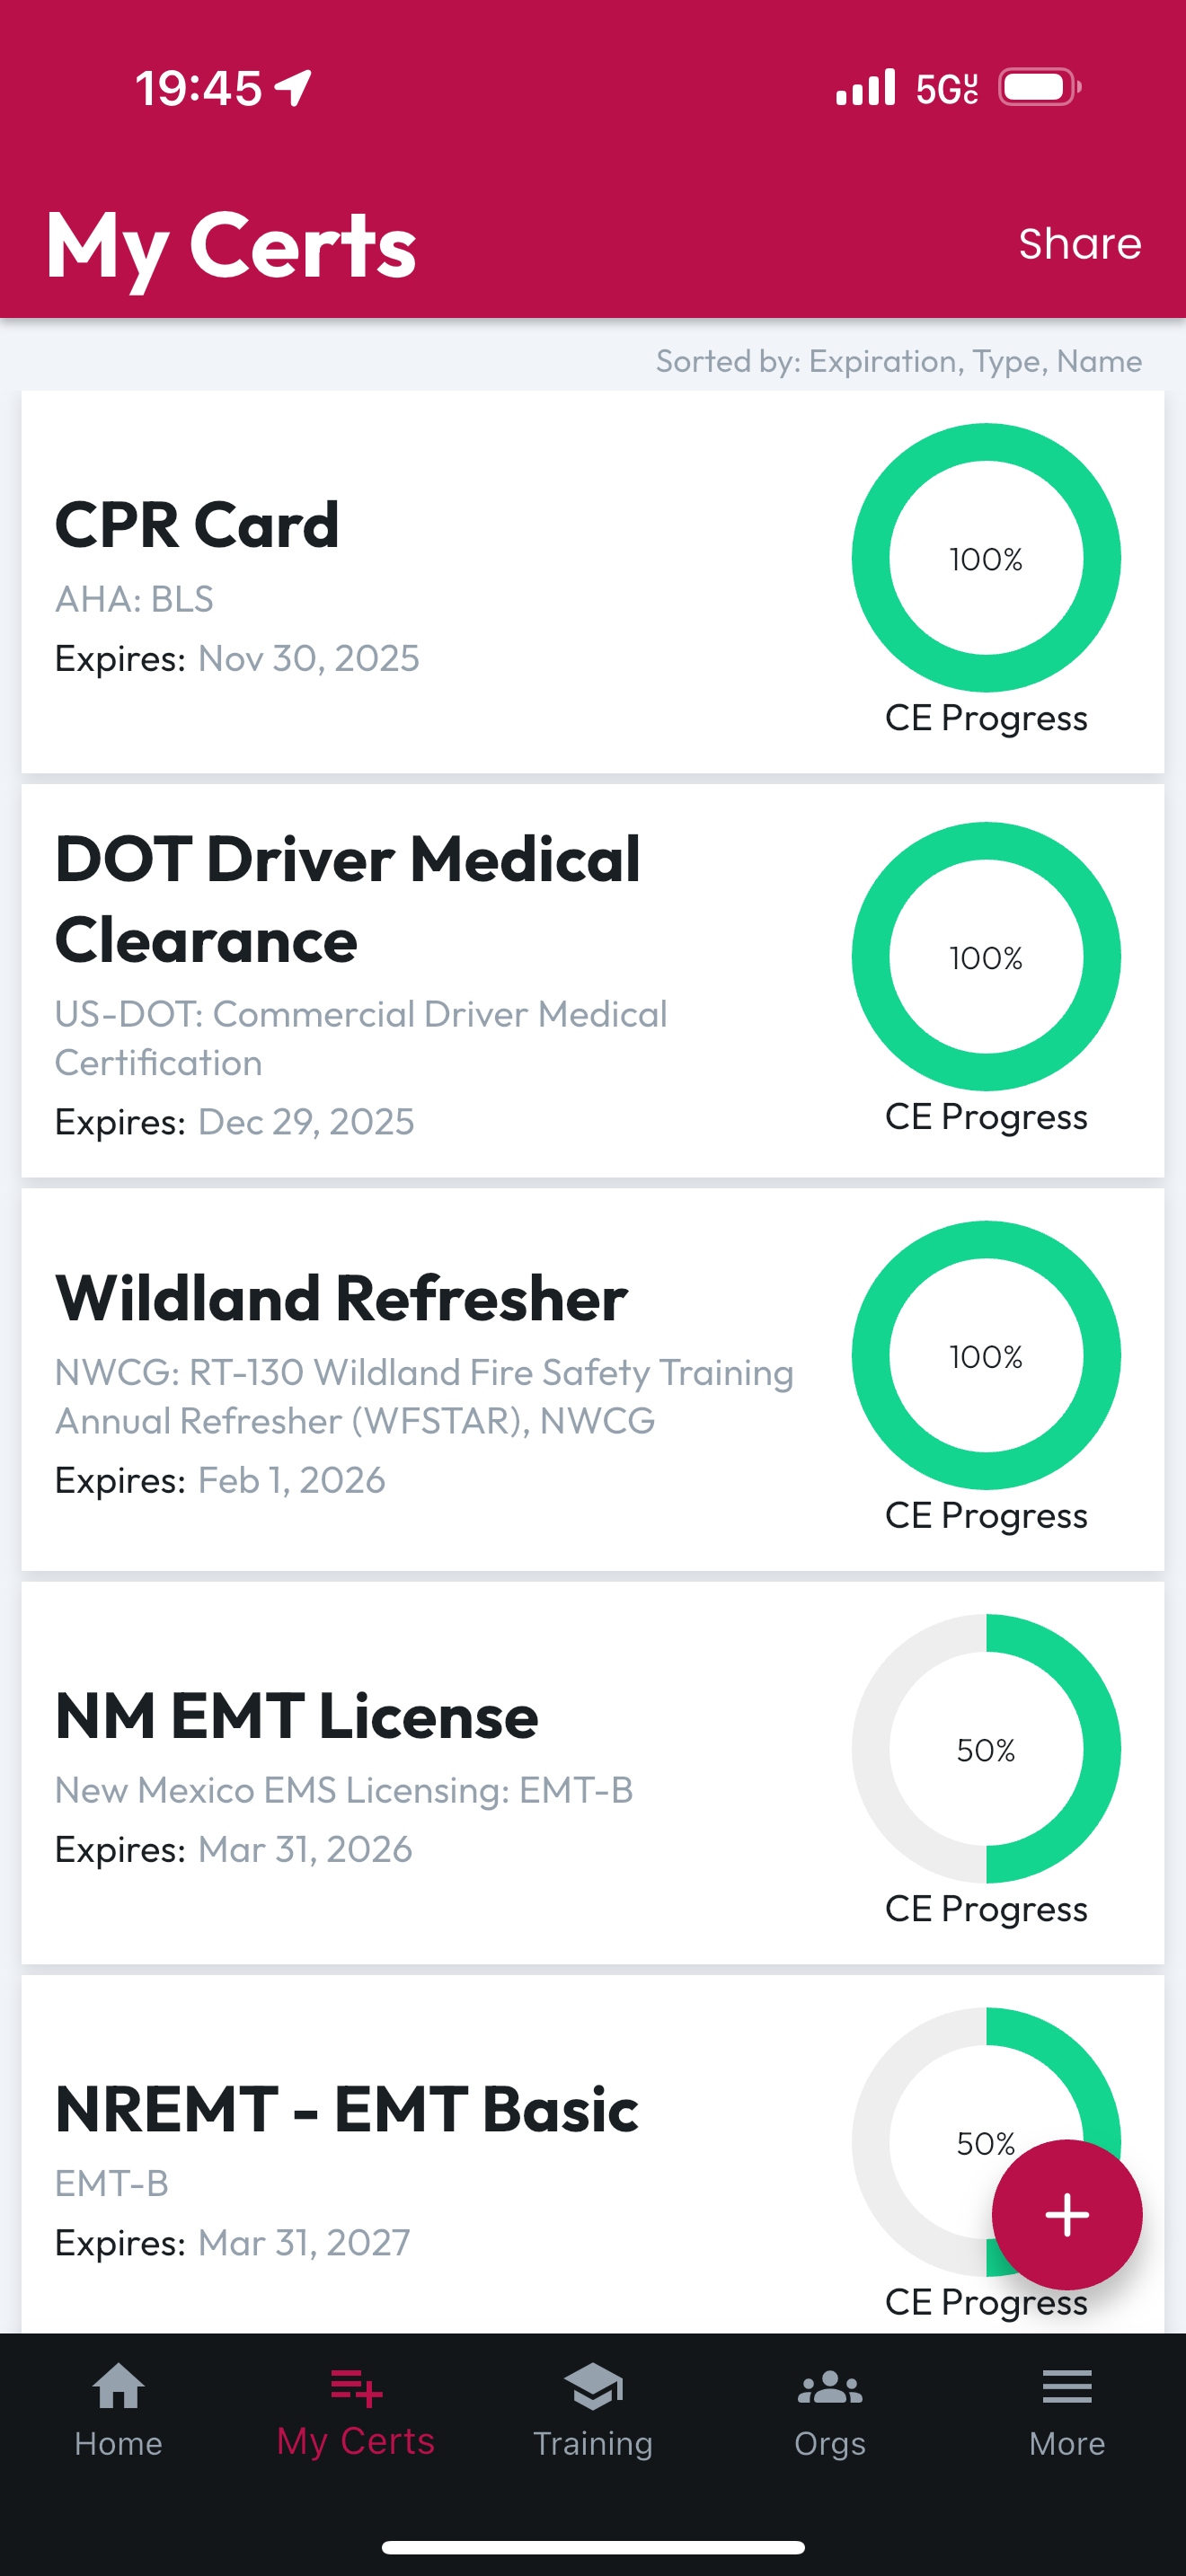 19:45
5GUC
My Certs
Share
Sorted by: Expiration, Type, Name
CPR Card
AHA: BLS
Expires: Nov 30, 2025
100%
CE Progress
DOT Driver Medical
Clearance
US-DOT: Commercial Driver Medical
Certification
Expires: Dec 29, 2025
100%
CE Progress
Wildland Refresher
NWCG: RT-130 Wildland Fire Safety Training
Annual Refresher (WFSTAR), NWCG
Expires: Feb 1, 2026
100%
CE Progress
NM EMT License
New Mexico EMS Licensing: EMT-B
Expires: Mar 31, 2026
50%
CE Progress
NREMT - EMT Basic
EMT-B
Expires: Mar 31, 2027
50%
CE Progress
Home
My Certs
Training
Orgs
More